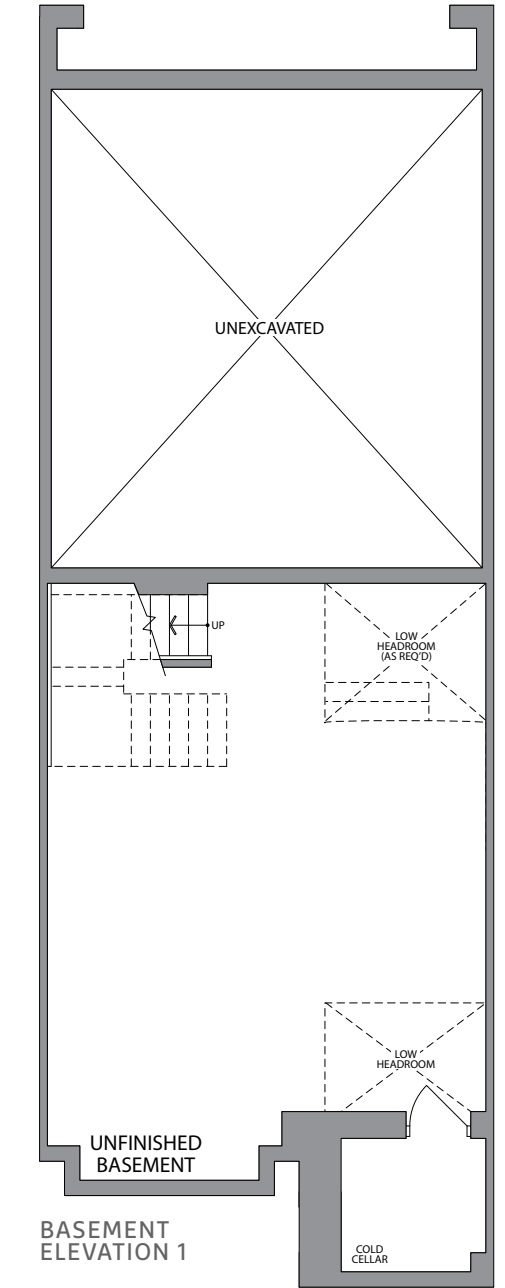 UNEXCAVATED
UP
LOW
HEADROOM
(AS REQ'D)
LOW
HEADROOM
UNFINISHED
BASEMENT
BASEMENT
ELEVATION 1
COLD
CELLAR